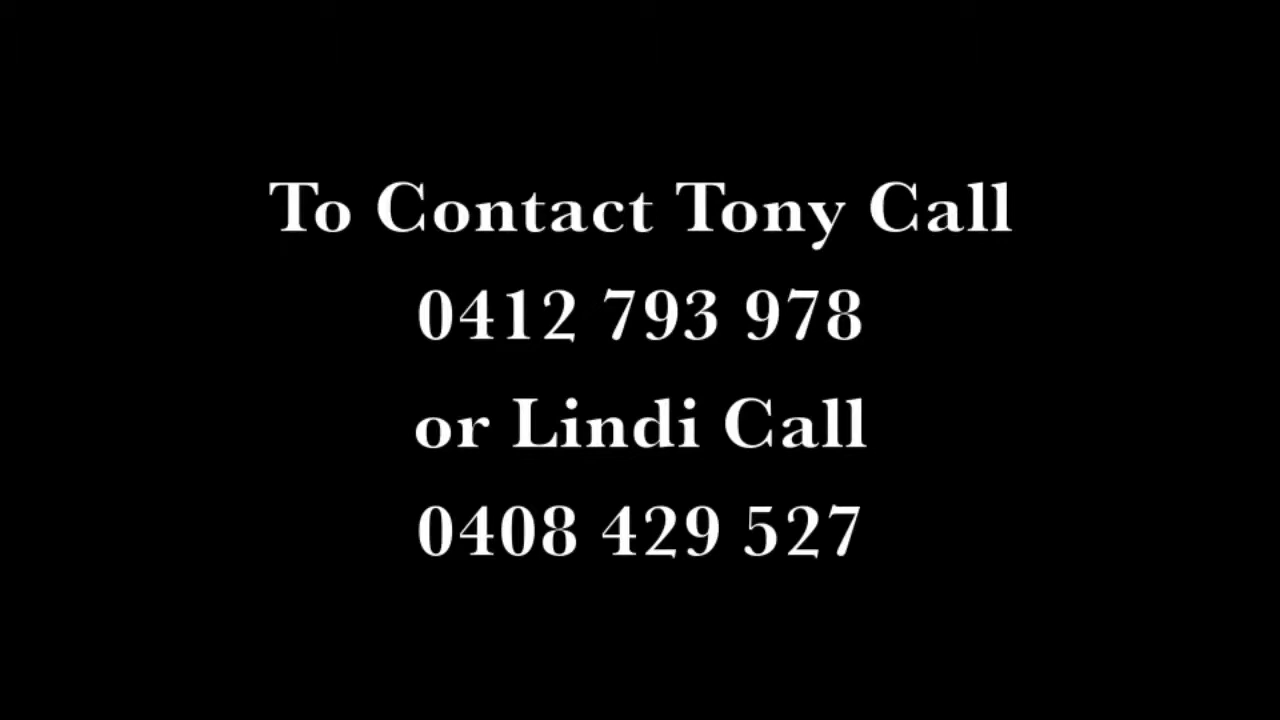 To Contact Tony Call
0412 793 978
or Lindi Call
0408 429 527